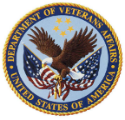 DEPARTMENT OF VETERANS AFFAIRS
UNITED STATES OF AMERICA